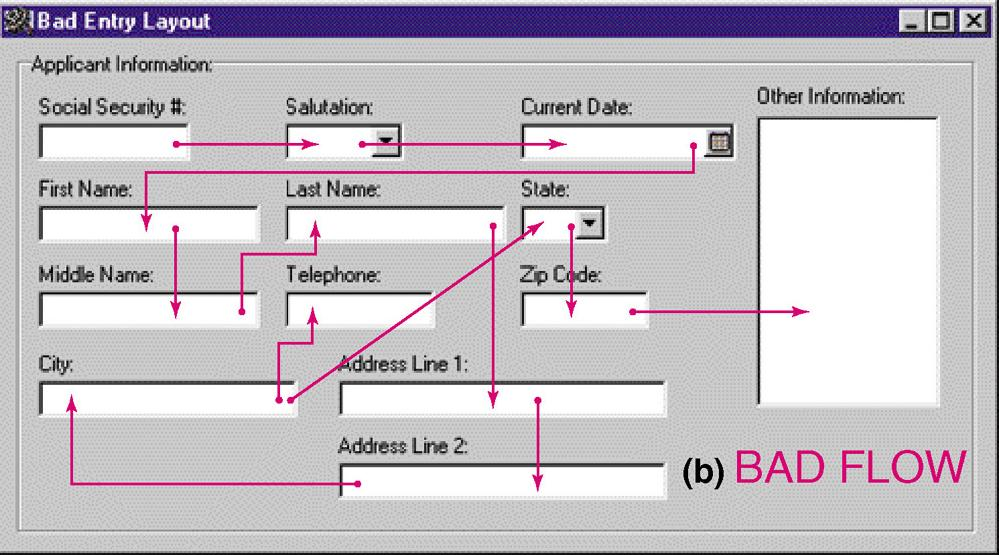 Bad Entry Layout
Applicant Information:
Social Security #: Salutation: Current Date: Other Information:
First Name: Last Name: State:
Middle Name: Telephone: Zip Code:
City: Address Line 1:
Address Line 2:
(b) BAD FLOW